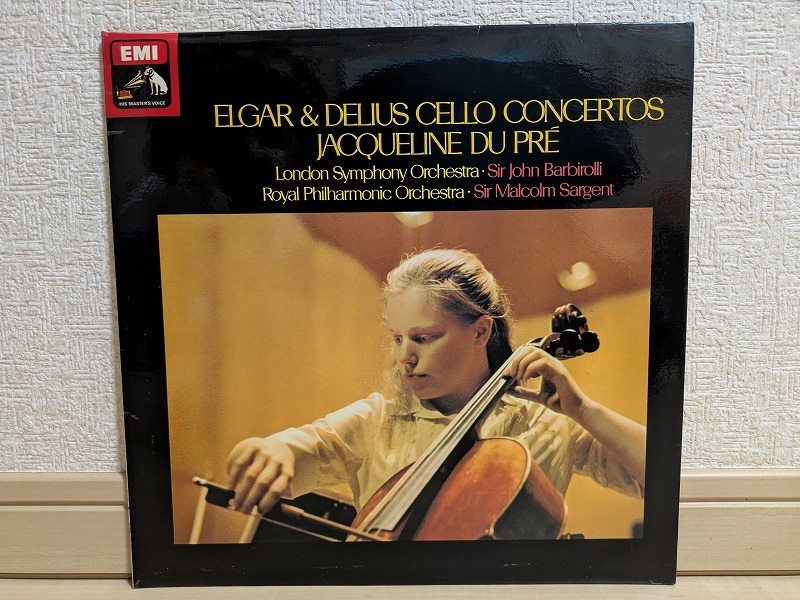 EMI
HIS MASTER'S VOICE
ELGAR & DELIUS CELLO CONCERTOS
JACQUELINE DU PRÉ
London Symphony Orchestra · Sir John Barbirolli
Royal Philharmonic Orchestra · Sir Malcolm Sargent